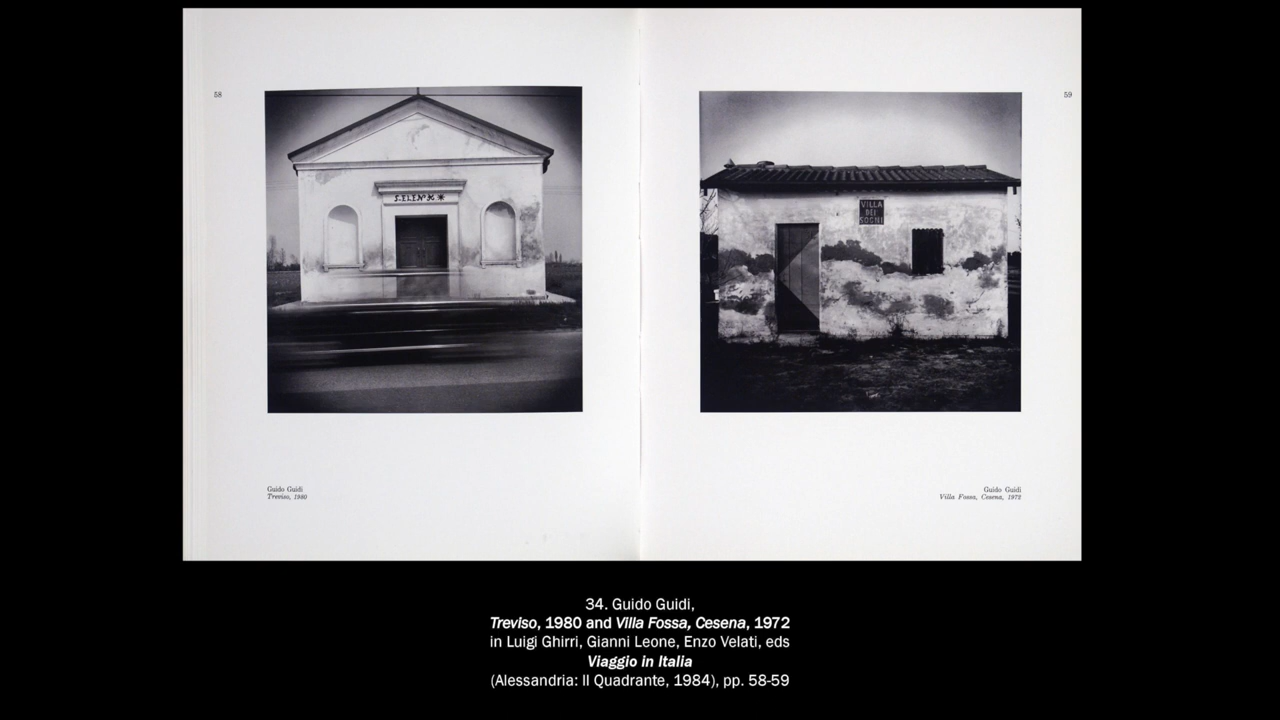 58
59
S.ELENA
VILLA
DEI
SOGNI
Guido Guidi
Treviso, 1980
Guido Guidi
Villa Fossa, Cesena, 1972
34. Guido Guidi,
Treviso, 1980 and Villa Fossa, Cesena, 1972
in Luigi Ghirri, Gianni Leone, Enzo Velati, eds
Viaggio in Italia
(Alessandria: Il Quadrante, 1984), pp. 58-59